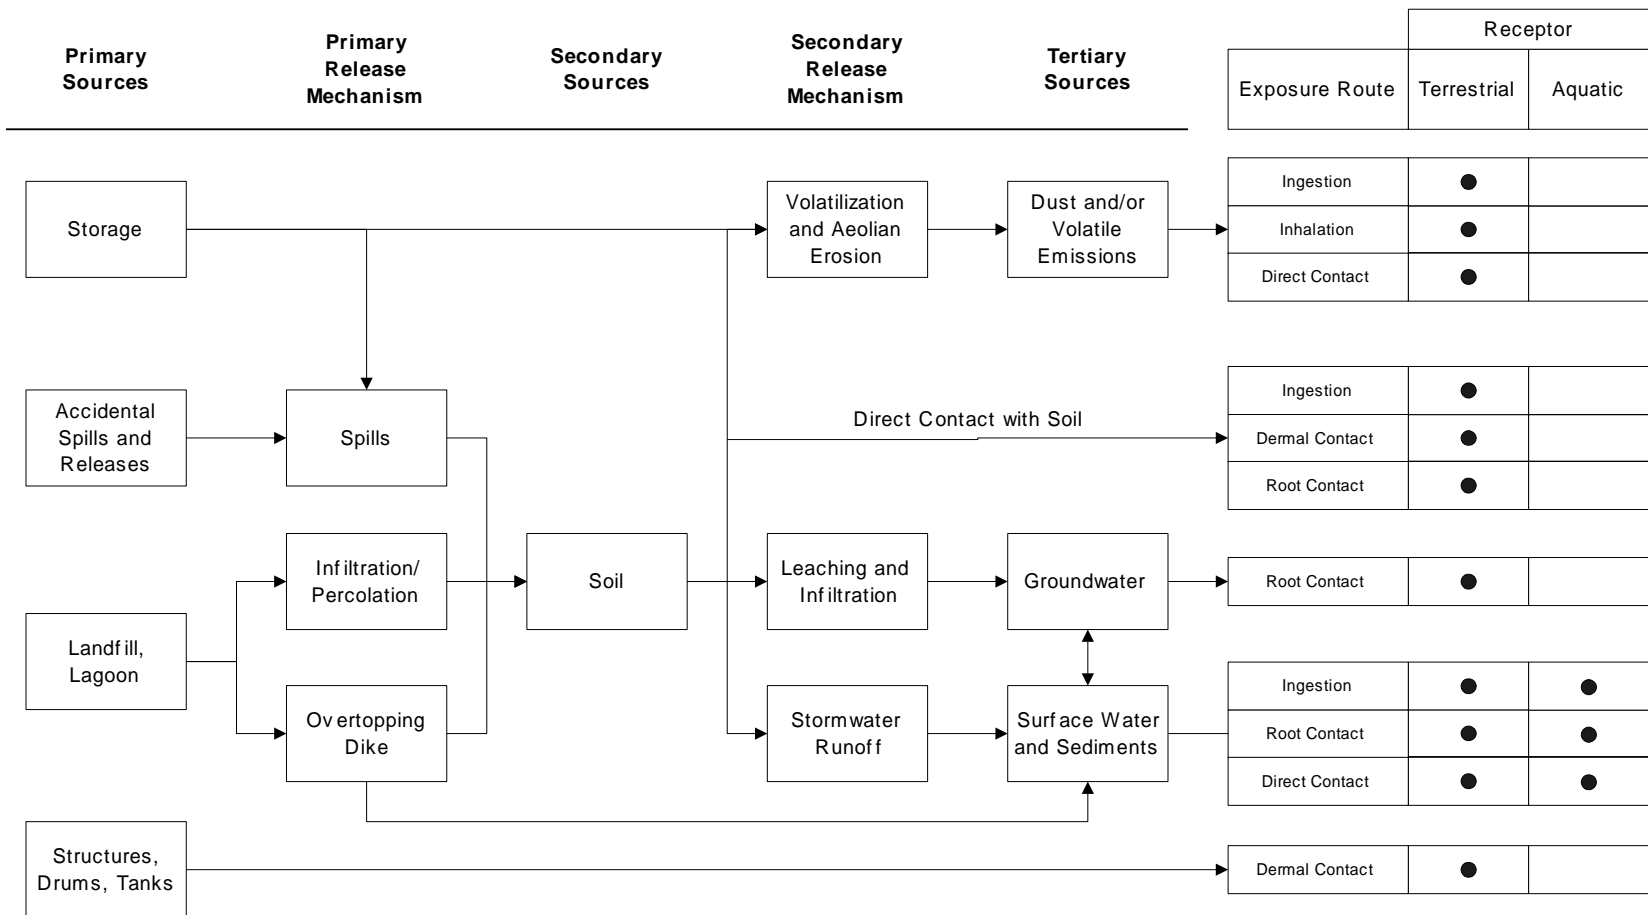 Primary
Sources
Primary
Release
Mechanism
Secondary
Sources
Secondary
Release
Mechanism
Tertiary
Sources
Receptor
Exposure Route
Terrestrial
Aquatic
Storage
Volatilization
and Aeolian
Erosion
Dust and/or
Volatile
Emissions
Ingestion
Inhalation
Direct Contact
Accidental
Spills and
Releases
Spills
Direct Contact with Soil
Ingestion
Dermal Contact
Root Contact
Infiltration/
Percolation
Soil
Leaching and
Infiltration
Groundwater
Root Contact
Landfill,
Lagoon
Overtopping
Dike
Stormwater
Runoff
Surface Water
and Sediments
Ingestion
Root Contact
Direct Contact
Structures,
Drums, Tanks
Dermal Contact